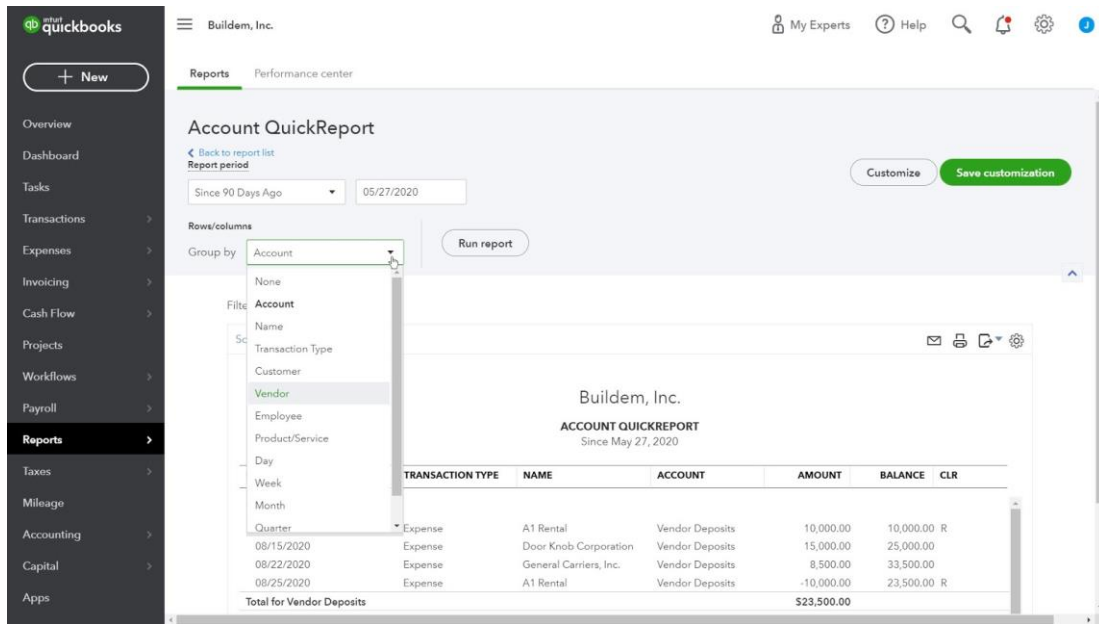 intuit
quickbooks
Buildem, Inc.
My Experts
Help
J
+ New
Reports
Performance center
Overview
Dashboard
Tasks
Transactions
Expenses
Invoicing
Cash Flow
Projects
Workflows
Payroll
Reports
Taxes
Mileage
Accounting
Capital
Apps
Account QuickReport
Back to report list
Report period
Since 90 Days Ago
05/27/2020
Customize
Save customization
Rows/columns
Group by
Account
Run report
None
Account
Name
Transaction Type
Customer
Vendor
Employee
Product/Service
Day
Week
Month
Quarter
Filte
So
Buildem, Inc.
ACCOUNT QUICKREPORT
Since May 27, 2020
TRANSACTION TYPE NAME ACCOUNT AMOUNT BALANCE CLR
Expense A1 Rental Vendor Deposits 10,000.00 10,000.00 R
08/15/2020 Expense Door Knob Corporation Vendor Deposits 15,000.00 25,000.00
08/22/2020 Expense General Carriers, Inc. Vendor Deposits 8,500.00 33,500.00
08/25/2020 Expense A1 Rental Vendor Deposits -10,000.00 23,500.00 R
Total for Vendor Deposits $23,500.00